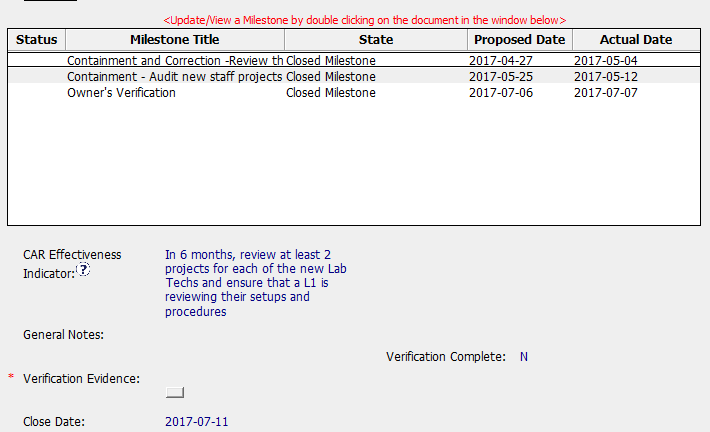 <Update/View a Milestone by double clicking on the document in the window below>
Status Milestone Title State Proposed Date Actual Date
Containment and Correction -Review th Closed Milestone 2017-04-27 2017-05-04
Containment - Audit new staff projects Closed Milestone 2017-05-25 2017-05-12
Owner's Verification Closed Milestone 2017-07-06 2017-07-07
CAR Effectiveness In 6 months, review at least 2
Indicator: ? projects for each of the new Lab
Techs and ensure that a L1 is
reviewing their setups and
procedures
General Notes:
Verification Complete: N
* Verification Evidence:
Close Date: 2017-07-11